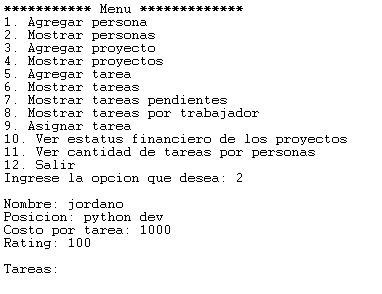 *********** Menu *************
1. Agregar persona
2. Mostrar personas
3. Agregar proyecto
4. Mostrar proyectos
5. Agregar tarea
6. Mostrar tareas
7. Mostrar tareas pendientes
8. Mostrar tareas por trabajador
9. Asignar tarea
10. Ver estatus financiero de los proyectos
11. Ver cantidad de tareas por personas
12. Salir
Ingrese la opcion que desea: 2
Nombre: jordano
Posicion: python dev
Costo por tarea: 1000
Rating: 100
Tareas: